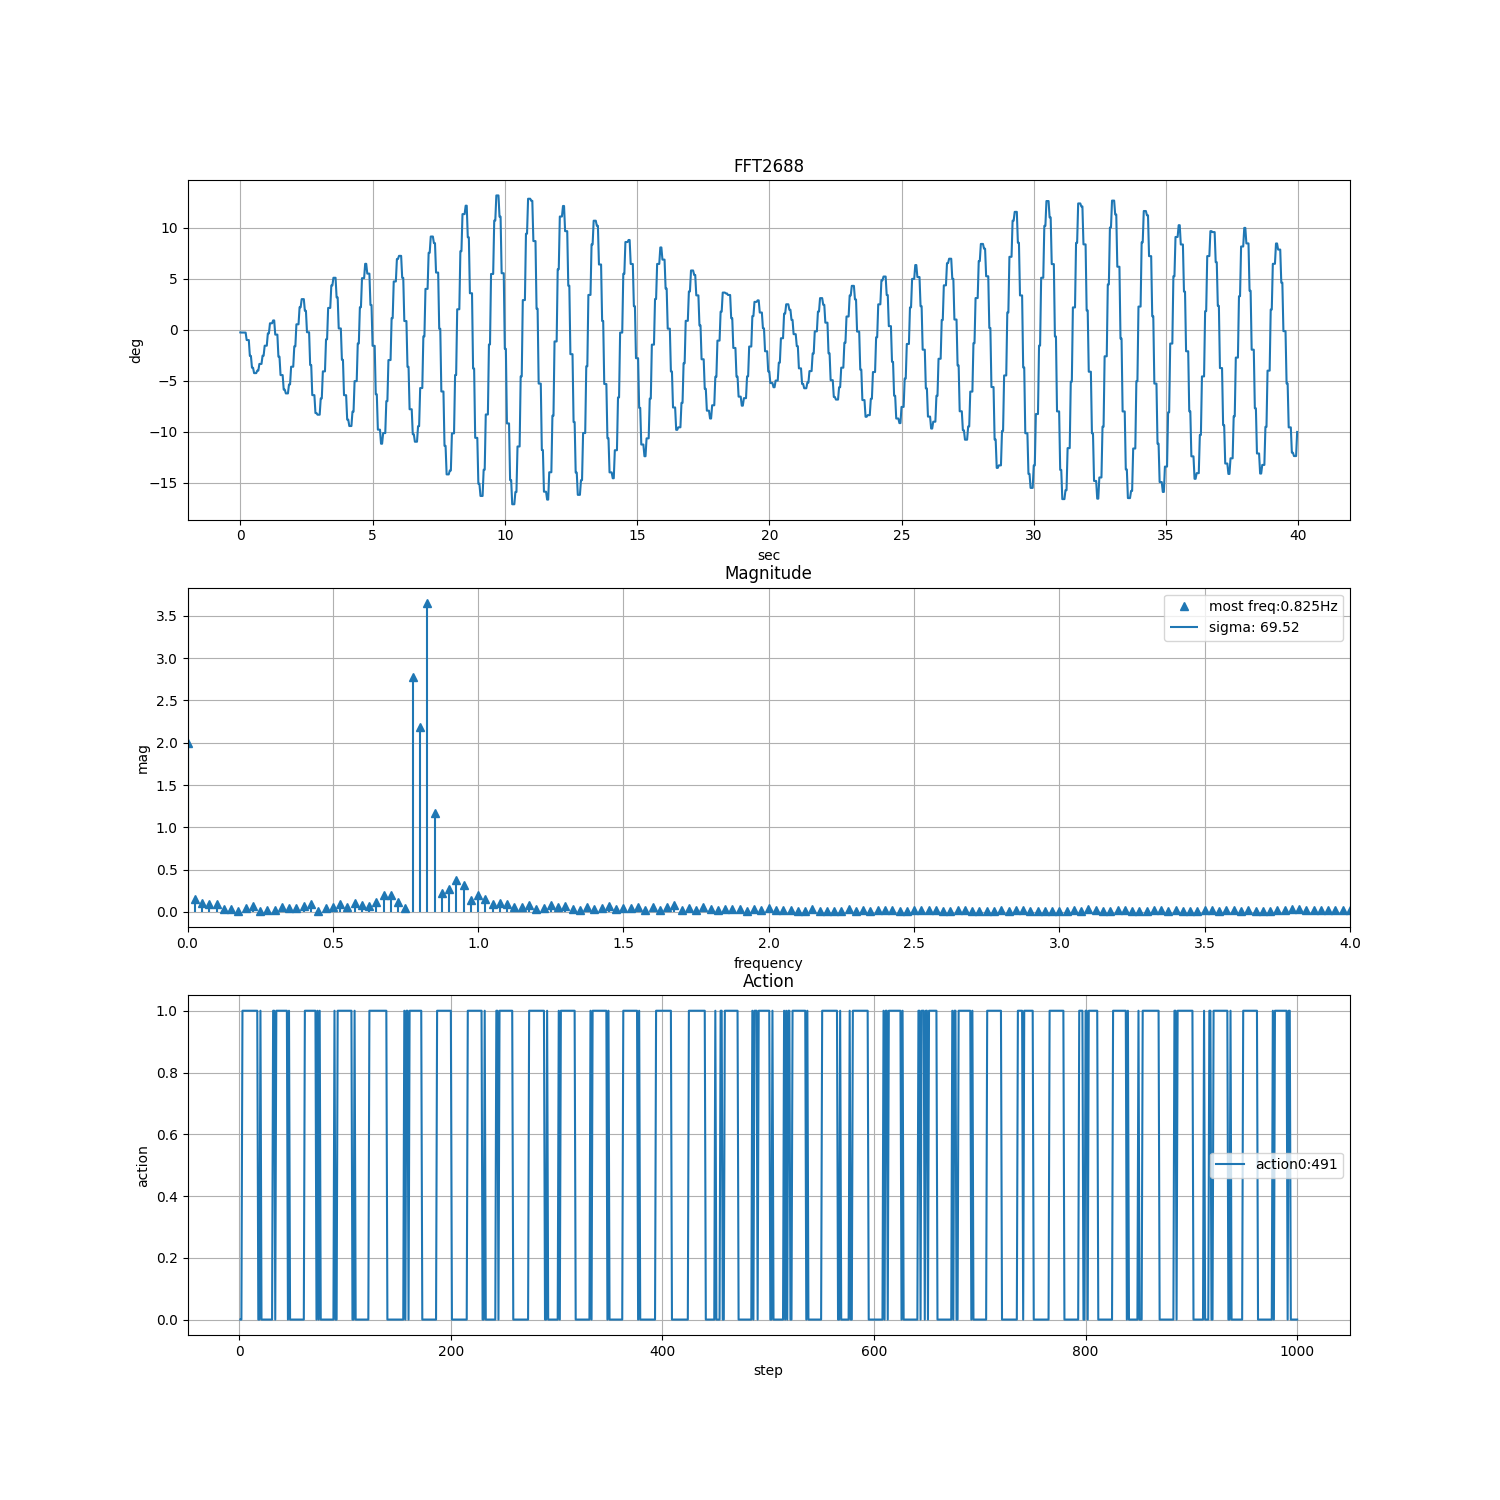 FFT2688
10
5
0
−5
−10
−15
deg
0 5 10 15 20 25 30 35 40
sec
Magnitude
most freq:0.825Hz
sigma: 69.52
3.5
3.0
2.5
2.0
1.5
1.0
0.5
0.0
mag
0.0 0.5 1.0 1.5 2.0 2.5 3.0 3.5 4.0
frequency
Action
1.0
0.8
0.6
0.4
0.2
0.0
action
action0:491
0 200 400 600 800 1000
step